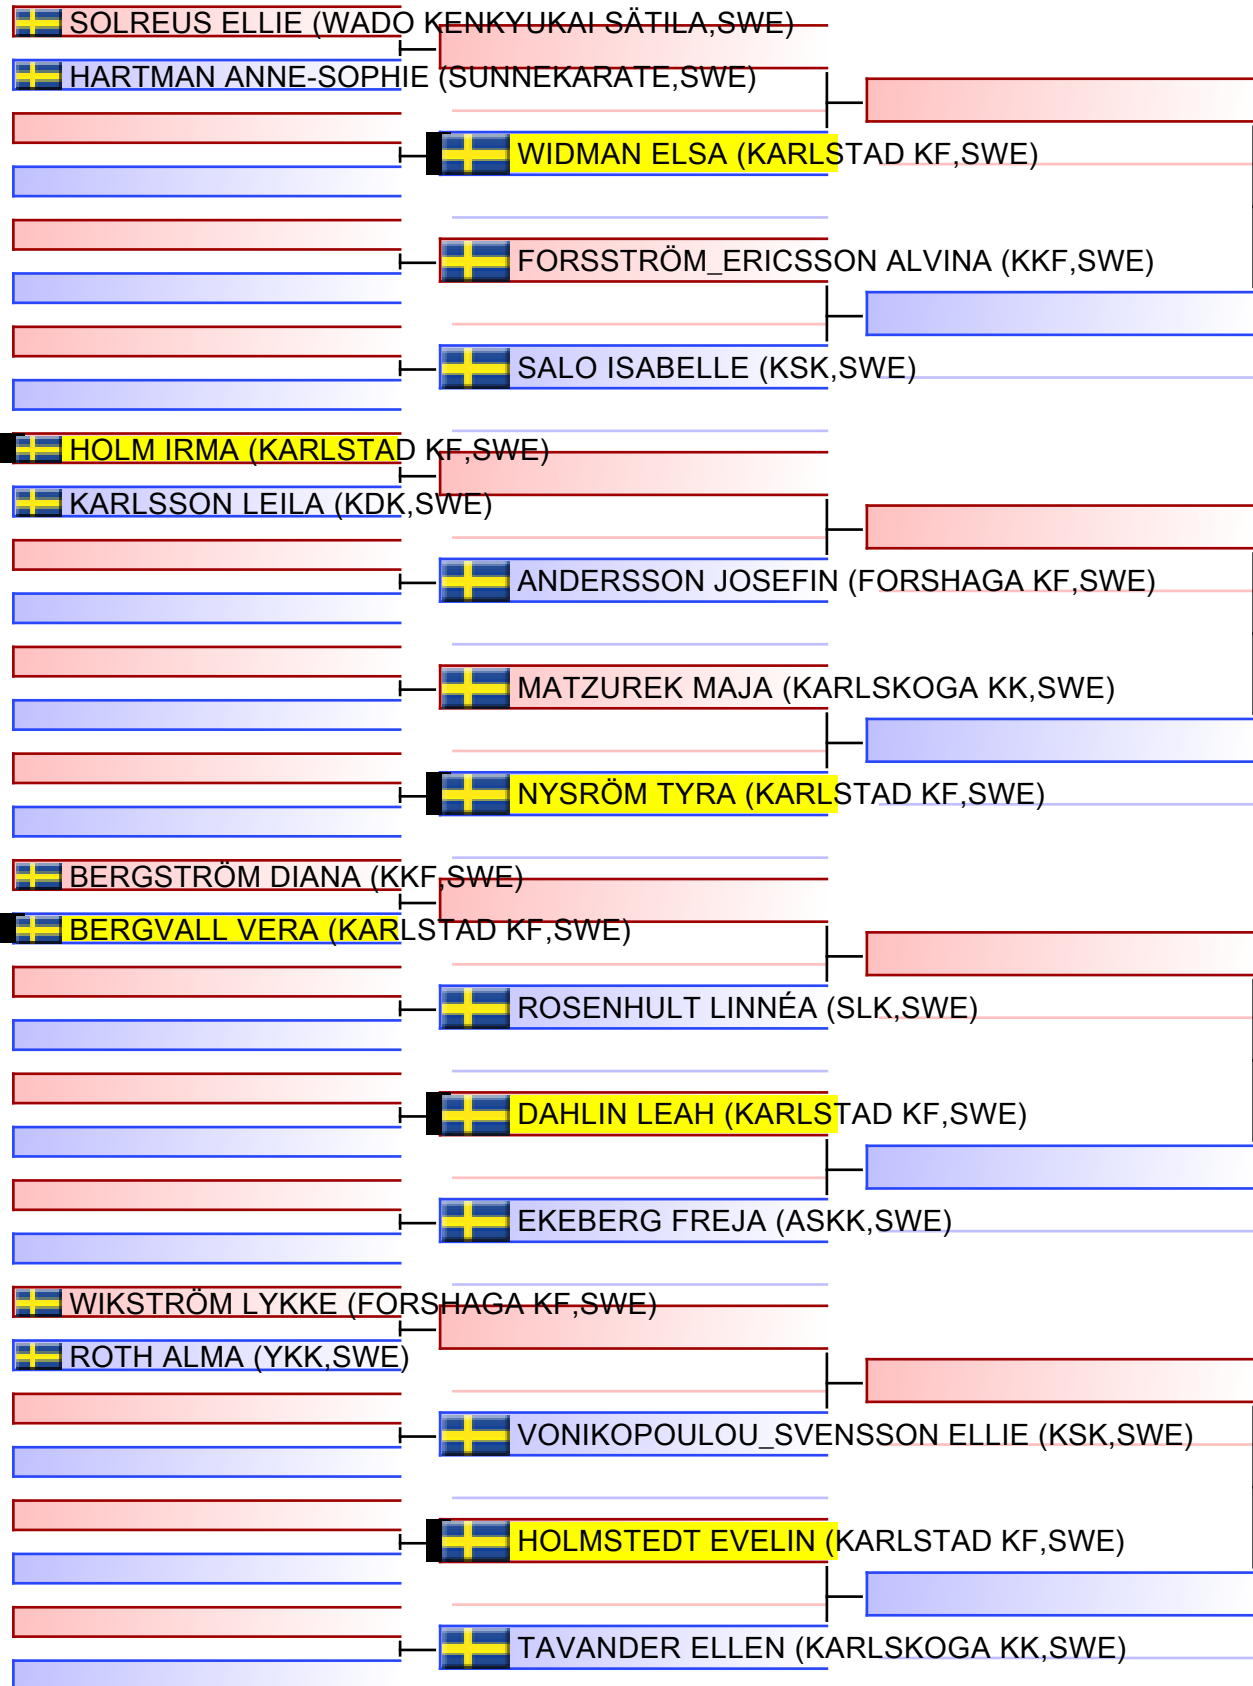 SOLREUS ELLIE (WADO KENKYUKAI SÄTILA,SWE)
HARTMAN ANNE-SOPHIE (SUNNEKARATE,SWE)
WIDMAN ELSA (KARLSTAD KF,SWE)
FORSSTRÖM_ERICSSON ALVINA (KKF,SWE)
SALO ISABELLE (KSK,SWE)
HOLM IRMA (KARLSTAD KF,SWE)
KARLSSON LEILA (KDK,SWE)
ANDERSSON JOSEFIN (FORSHAGA KF,SWE)
MATZUREK MAJA (KARLSKOGA KK,SWE)
NYSRÖM TYRA (KARLSTAD KF,SWE)
BERGSTRÖM DIANA (KKF,SWE)
BERGVALL VERA (KARLSTAD KF,SWE)
ROSENHULT LINNÉA (SLK,SWE)
DAHLIN LEAH (KARLSTAD KF,SWE)
EKEBERG FREJA (ASKK,SWE)
WIKSTRÖM LYKKE (FORSHAGA KF,SWE)
ROTH ALMA (YKK,SWE)
VONIKOPOULOU_SVENSSON ELLIE (KSK,SWE)
HOLMSTEDT EVELIN (KARLSTAD KF,SWE)
TAVANDER ELLEN (KARLSKOGA KK,SWE)